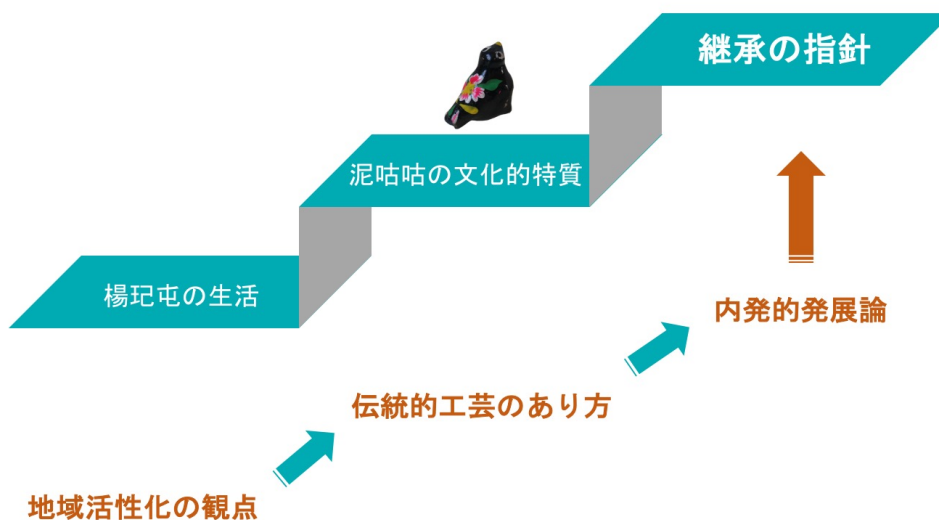 継承の指針
泥咕咕の文化的特質
楊玘屯の生活
内発的発展論
伝統的工芸のあり方
地域活性化の観点